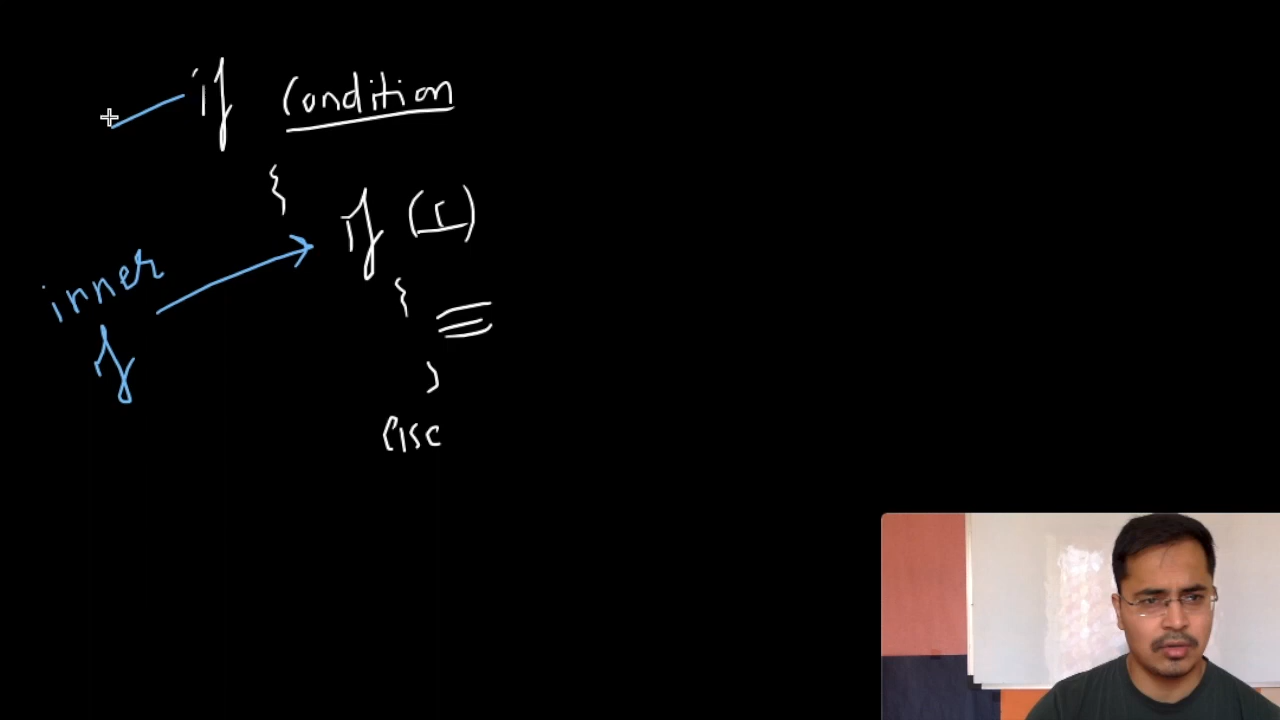 if Condition
{
if (I)
{
}
else
inner
if